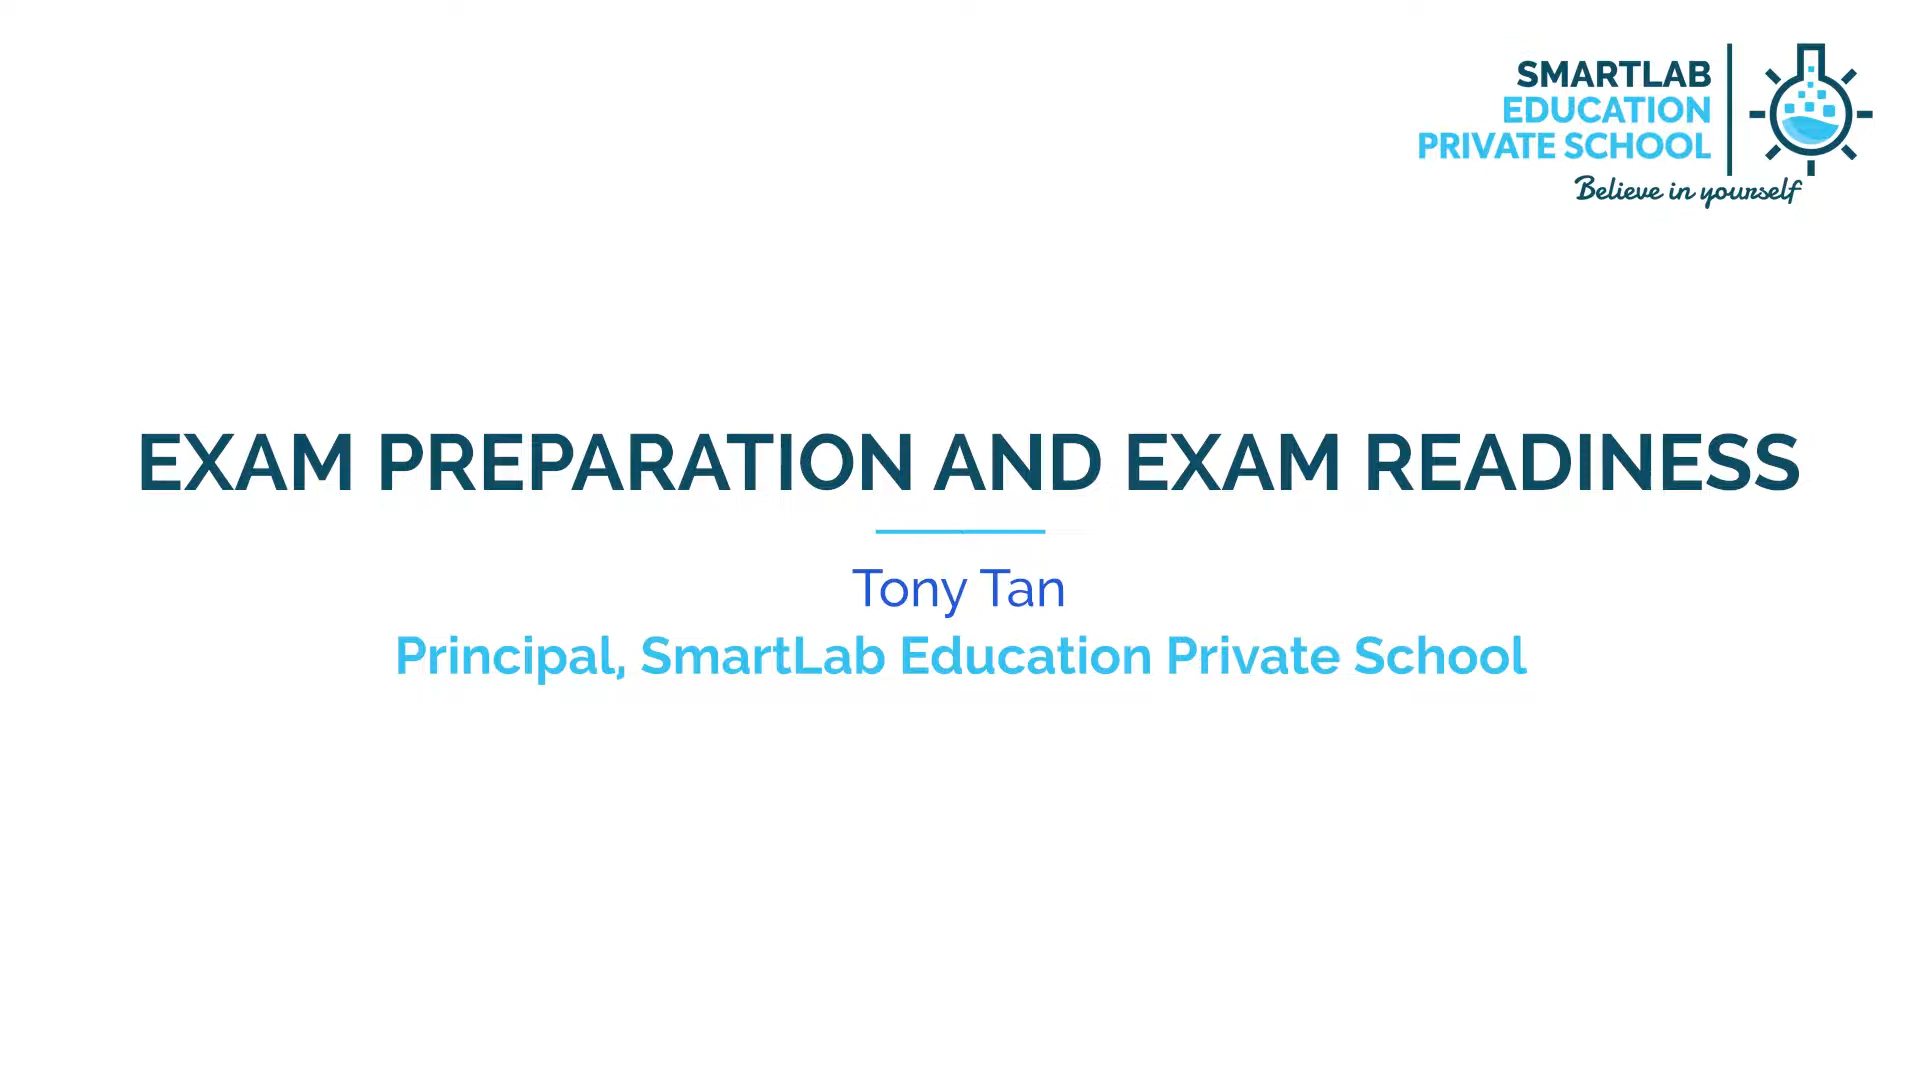 SMARTLAB
EDUCATION
PRIVATE SCHOOL
Believe in yourself
EXAM PREPARATION AND EXAM READINESS
Tony Tan
Principal, SmartLab Education Private School